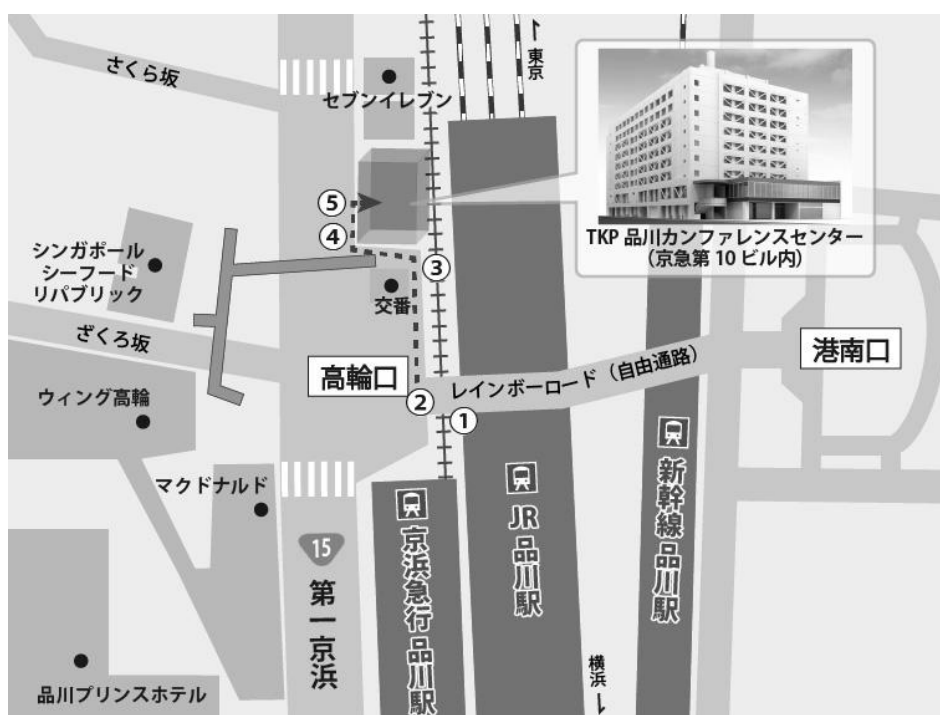 さくら坂
セブンイレブン
東京
⑤
④
③
TKP 品川カンファレンスセンター
(京急第 10 ビル内)
シンガポール
シーフード
リパブリック
交番
ざくろ坂
高輪口
レインボーロード(自由通路)
港南口
②
①
ウィング高輪
マクドナルド
15
第一京浜
京浜急行 品川駅
JR 品川駅
新幹線 品川駅
横浜
品川プリンスホテル